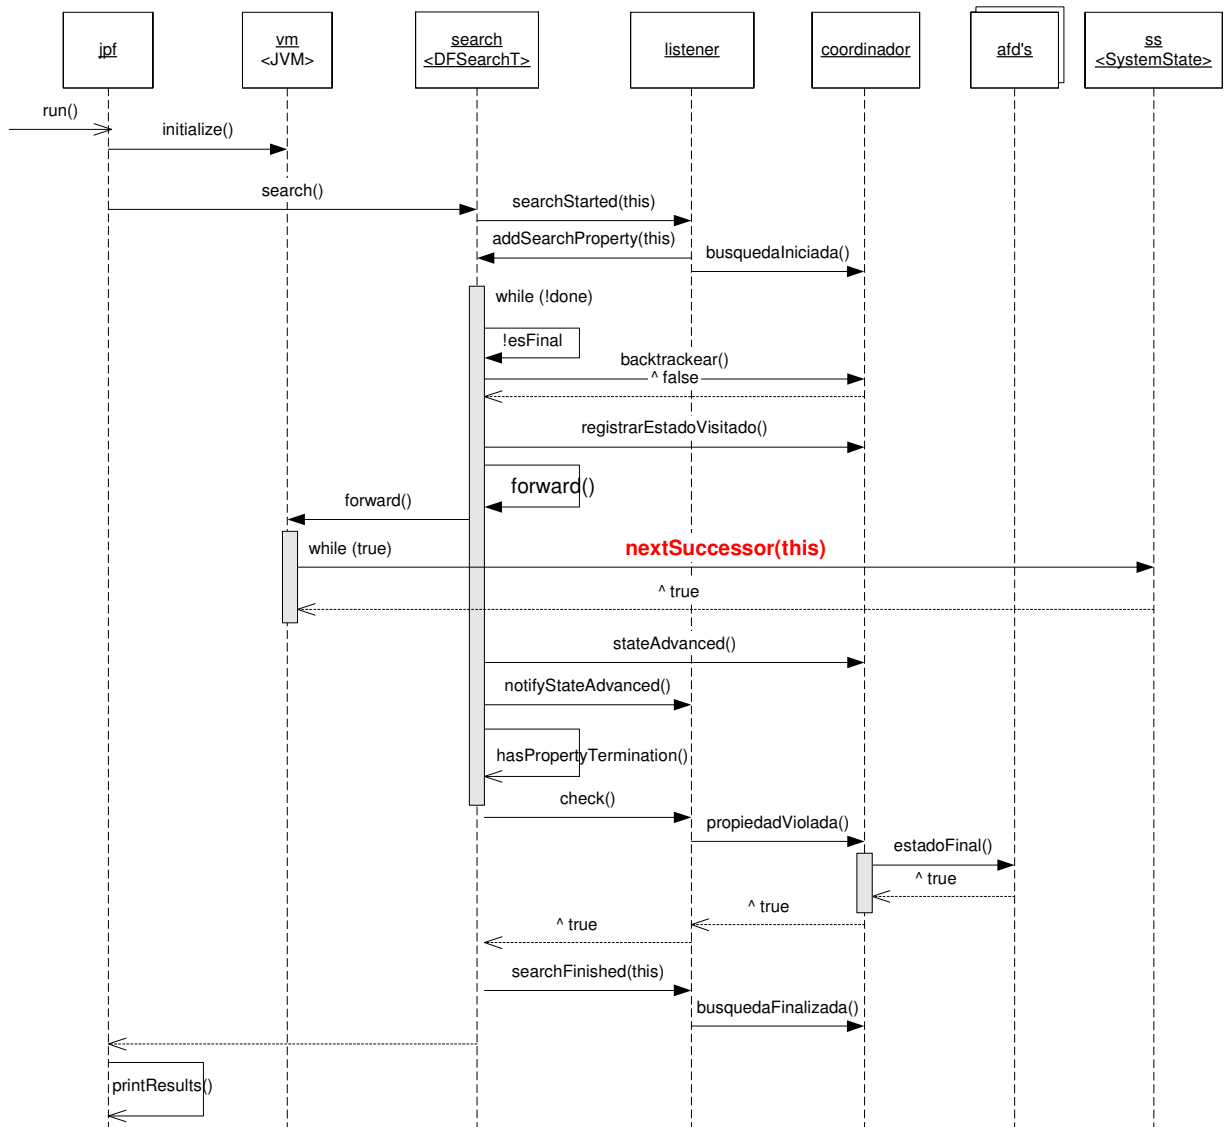 jpf
vm
<JVM>
search
<DFSearchT>
listener
coordinador
afd's
ss
<SystemState>
run()
initialize()
search()
searchStarted(this)
addSearchProperty(this)
busquedaIniciada()
while (!done)
!esFinal
backtrackear()
^ false
registrarEstadoVisitado()
forward()
forward()
while (true)
nextSuccessor(this)
^ true
stateAdvanced()
notifyStateAdvanced()
hasPropertyTermination()
check()
propiedadViolada()
estadoFinal()
^ true
^ true
^ true
searchFinished(this)
busquedaFinalizada()
printResults()